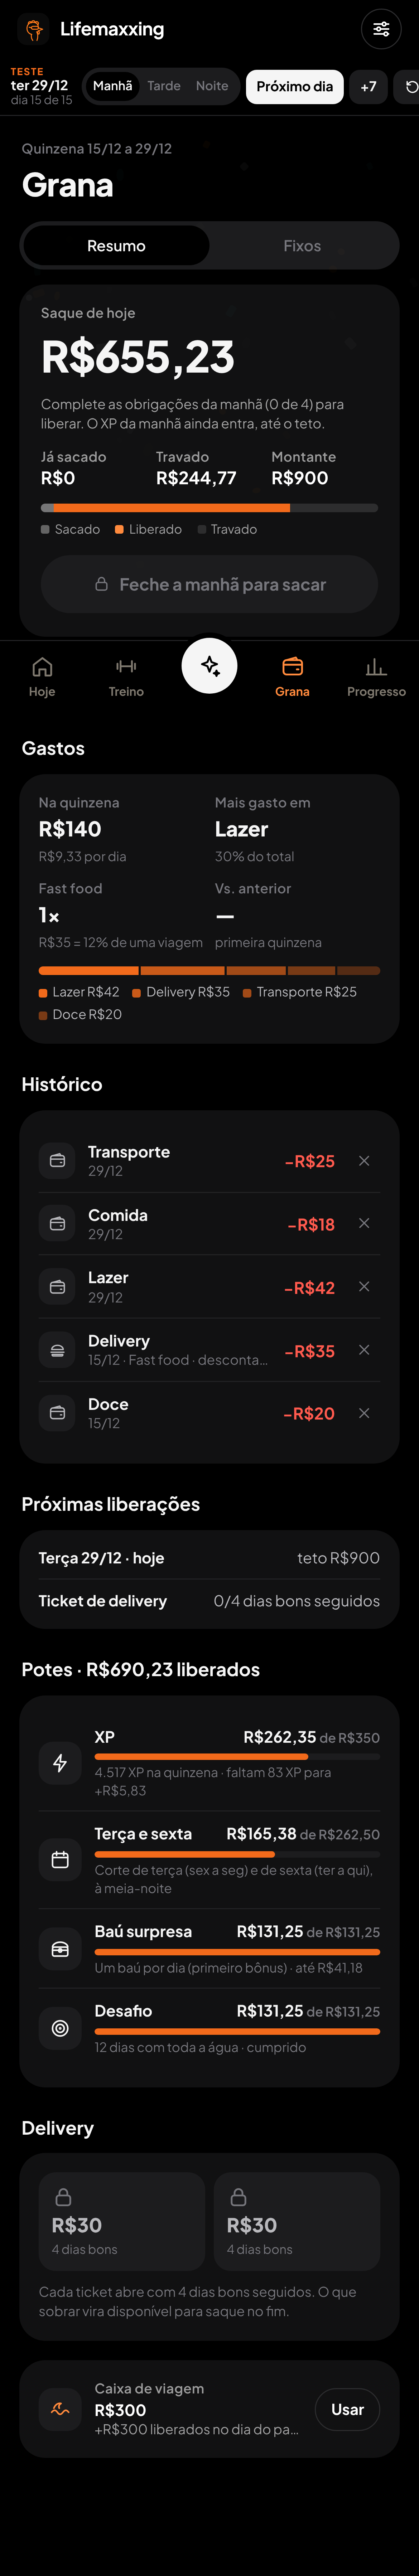 Lifemaxxing
TESTE
ter 29/12
dia 15 de 15
Manhã
Tarde
Noite
Próximo dia
+7
Quinzena 15/12 a 29/12
Grana
Resumo
Fixos
Saque de hoje
R$655,23
Complete as obrigações da manhã (0 de 4) para
liberar. O XP da manhã ainda entra, até o teto.
Já sacado
Travado
Montante
R$0
R$244,77
R$900
Sacado
Liberado
Travado
Feche a manhã para sacar
Hoje
Treino
Grana
Progresso
Gastos
Na quinzena
Mais gasto em
R$140
Lazer
R$9,33 por dia
30% do total
Fast food
Vs. anterior
1×
—
R$35 = 12% de uma viagem
primeira quinzena
Lazer R$42
Delivery R$35
Transporte R$25
Doce R$20
Histórico
Transporte
29/12
−R$25
Comida
29/12
−R$18
Lazer
29/12
−R$42
Delivery
15/12 · Fast food · desconta...
−R$35
Doce
15/12
−R$20
Próximas liberações
Terça 29/12 · hoje
teto R$900
Ticket de delivery
0/4 dias bons seguidos
Potes · R$690,23 liberados
XP
R$262,35 de R$350
4.517 XP na quinzena · faltam 83 XP para
+R$5,83
Terça e sexta
R$165,38 de R$262,50
Corte de terça (sex a seg) e de sexta (ter a qui),
à meia-noite
Baú surpresa
R$131,25 de R$131,25
Um baú por dia (primeiro bônus) · até R$41,18
Desafio
R$131,25 de R$131,25
12 dias com toda a água · cumprido
Delivery
R$30
R$30
4 dias bons
4 dias bons
Cada ticket abre com 4 dias bons seguidos. O que
sobrar vira disponível para saque no fim.
Caixa de viagem
R$300
+R$300 liberados no dia do pa...
Usar